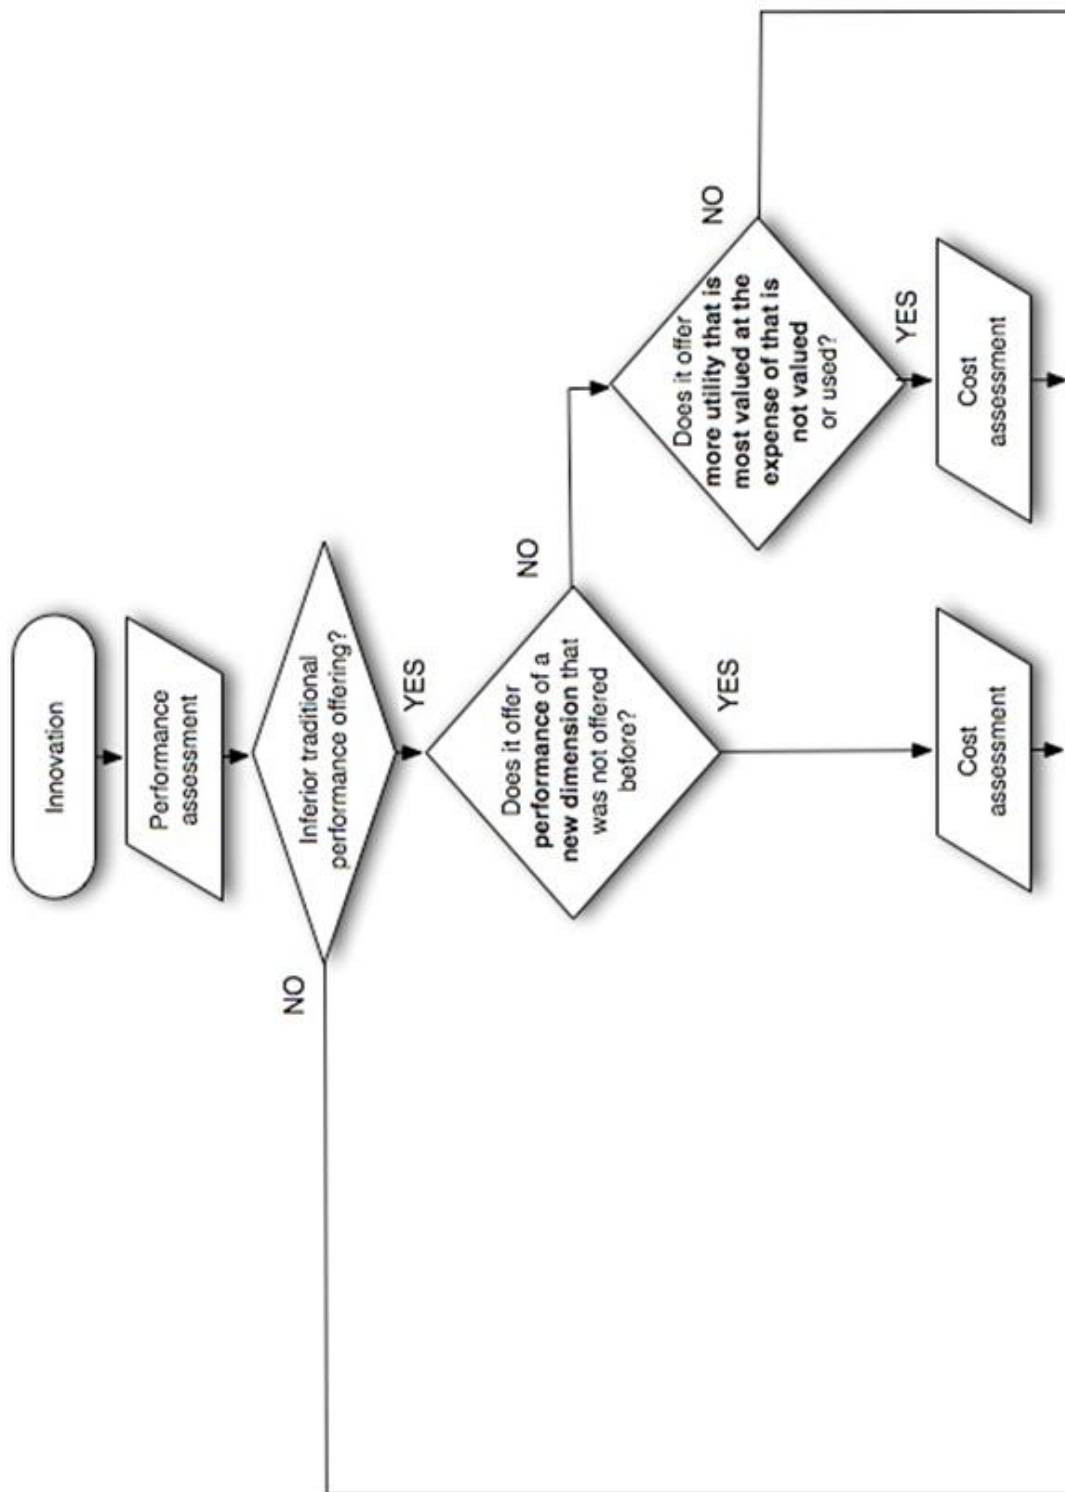 Innovation
Performance
assessment
Inferior traditional
performance offering?
NO
YES
Does it offer
performance of a
new dimension that
was not offered
before?
NO
YES
Does it offer
more utility that is
most valued at the
expense of that is
not valued
or used?
NO
YES
Cost
assessment
Cost
assessment